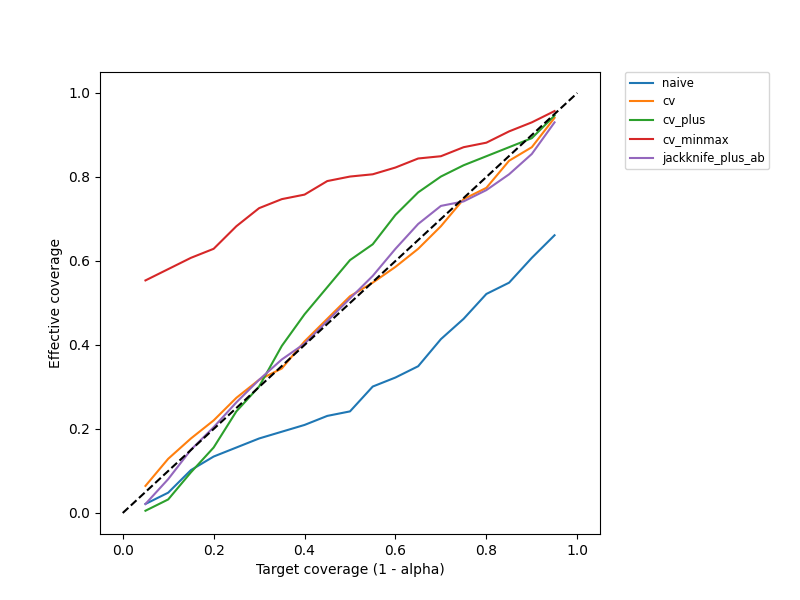 naive
cv
cv_plus
cv_minmax
jackknife_plus_ab
1.0
0.8
0.6
0.4
0.2
0.0
Effective coverage
0.0 0.2 0.4 0.6 0.8 1.0
Target coverage (1 - alpha)